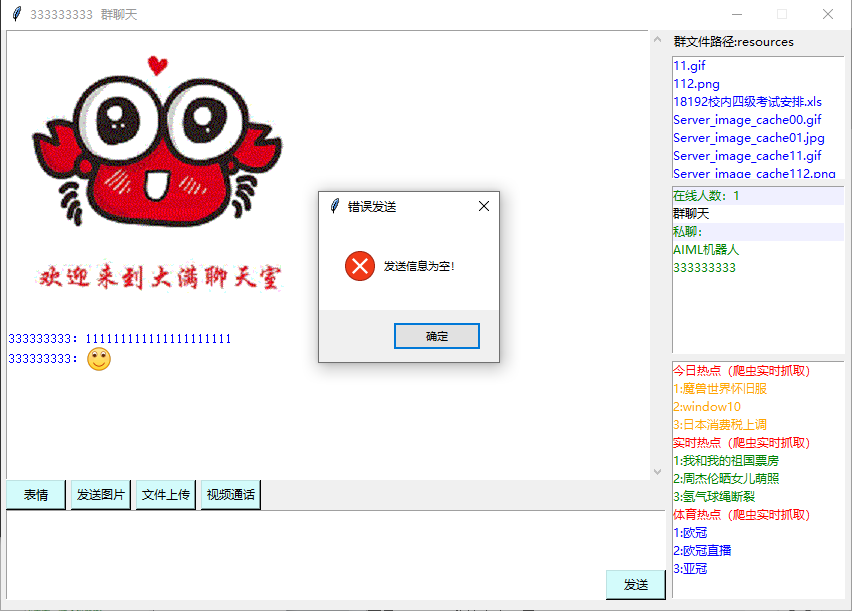 333333333 群聊天
欢迎来到大满聊天室
333333333：111111111111111111111
333333333：
错误发送
发送信息为空！
确定
表情
发送图片
文件上传
视频通话
发送
群文件路径:resources
11.gif
112.png
18192校内四级考试安排.xls
Server_image_cache00.gif
Server_image_cache01.jpg
Server_image_cache11.gif
Server_image_cache112.png
在线人数：1
群聊天
私聊：
AIML机器人
333333333
今日热点（爬虫实时抓取）
1:魔兽世界怀旧服
2:window10
3:日本消费税上调
实时热点（爬虫实时抓取）
1:我和我的祖国票房
2:周杰伦晒女儿萌照
3:氢气球绳断裂
体育热点（爬虫实时抓取）
1:欧冠
2:欧冠直播
3:亚冠